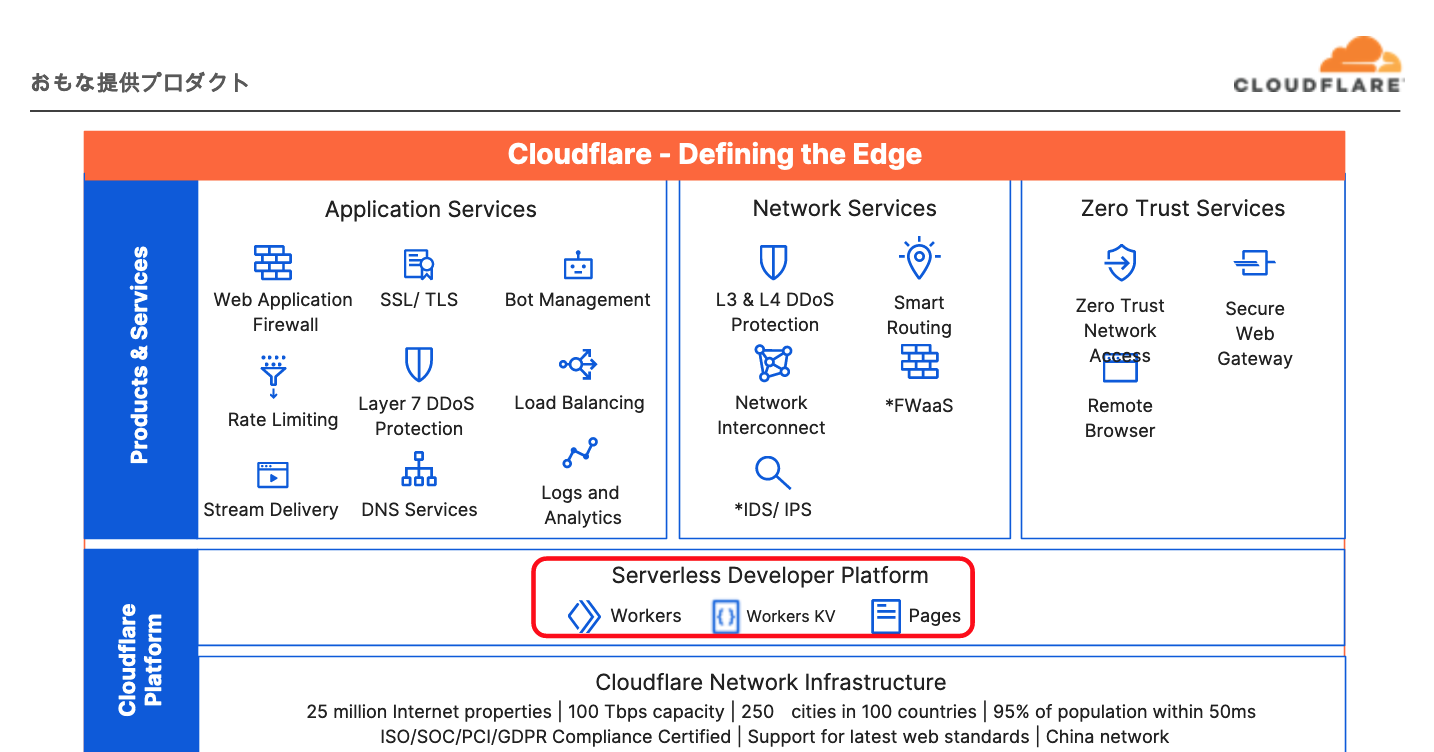 おもな提供プロダクト
CLOUDFLARE
Cloudflare - Defining the Edge
Products & Services
Application Services
Web Application
Firewall
SSL/ TLS
Bot Management
Rate Limiting
Layer 7 DDoS
Protection
Load Balancing
Stream Delivery
DNS Services
Logs and
Analytics
Network Services
L3 & L4 DDoS
Protection
Smart
Routing
Network
Interconnect
*FWaaS
*IDS/ IPS
Zero Trust Services
Zero Trust
Network
Access
Secure
Web
Gateway
Remote
Browser
Cloudflare
Platform
Serverless Developer Platform
Workers
Workers KV
Pages
Cloudflare Network Infrastructure
25 million Internet properties | 100 Tbps capacity | 250 cities in 100 countries | 95% of population within 50ms
ISO/SOC/PCI/GDPR Compliance Certified | Support for latest web standards | China network